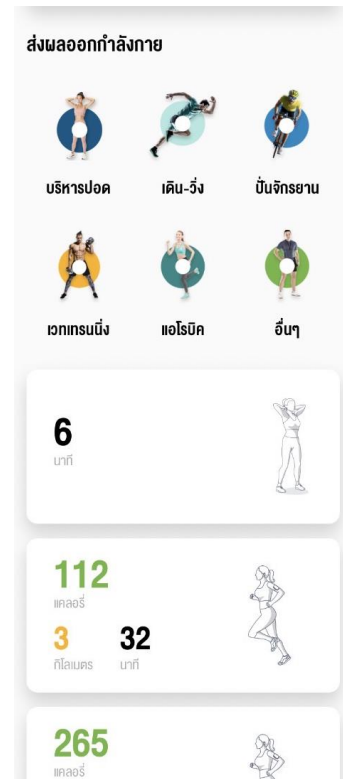 ส่งผลออกกำลังกาย
บริหารปอด เดิน-วิ่ง ปั่นจักรยาน
เวทเทรนนิ่ง แอโรบิค อื่นๆ
6
นาที
112
แคลอรี่
3 32
กิโลเมตร นาที
265
แคลอรี่